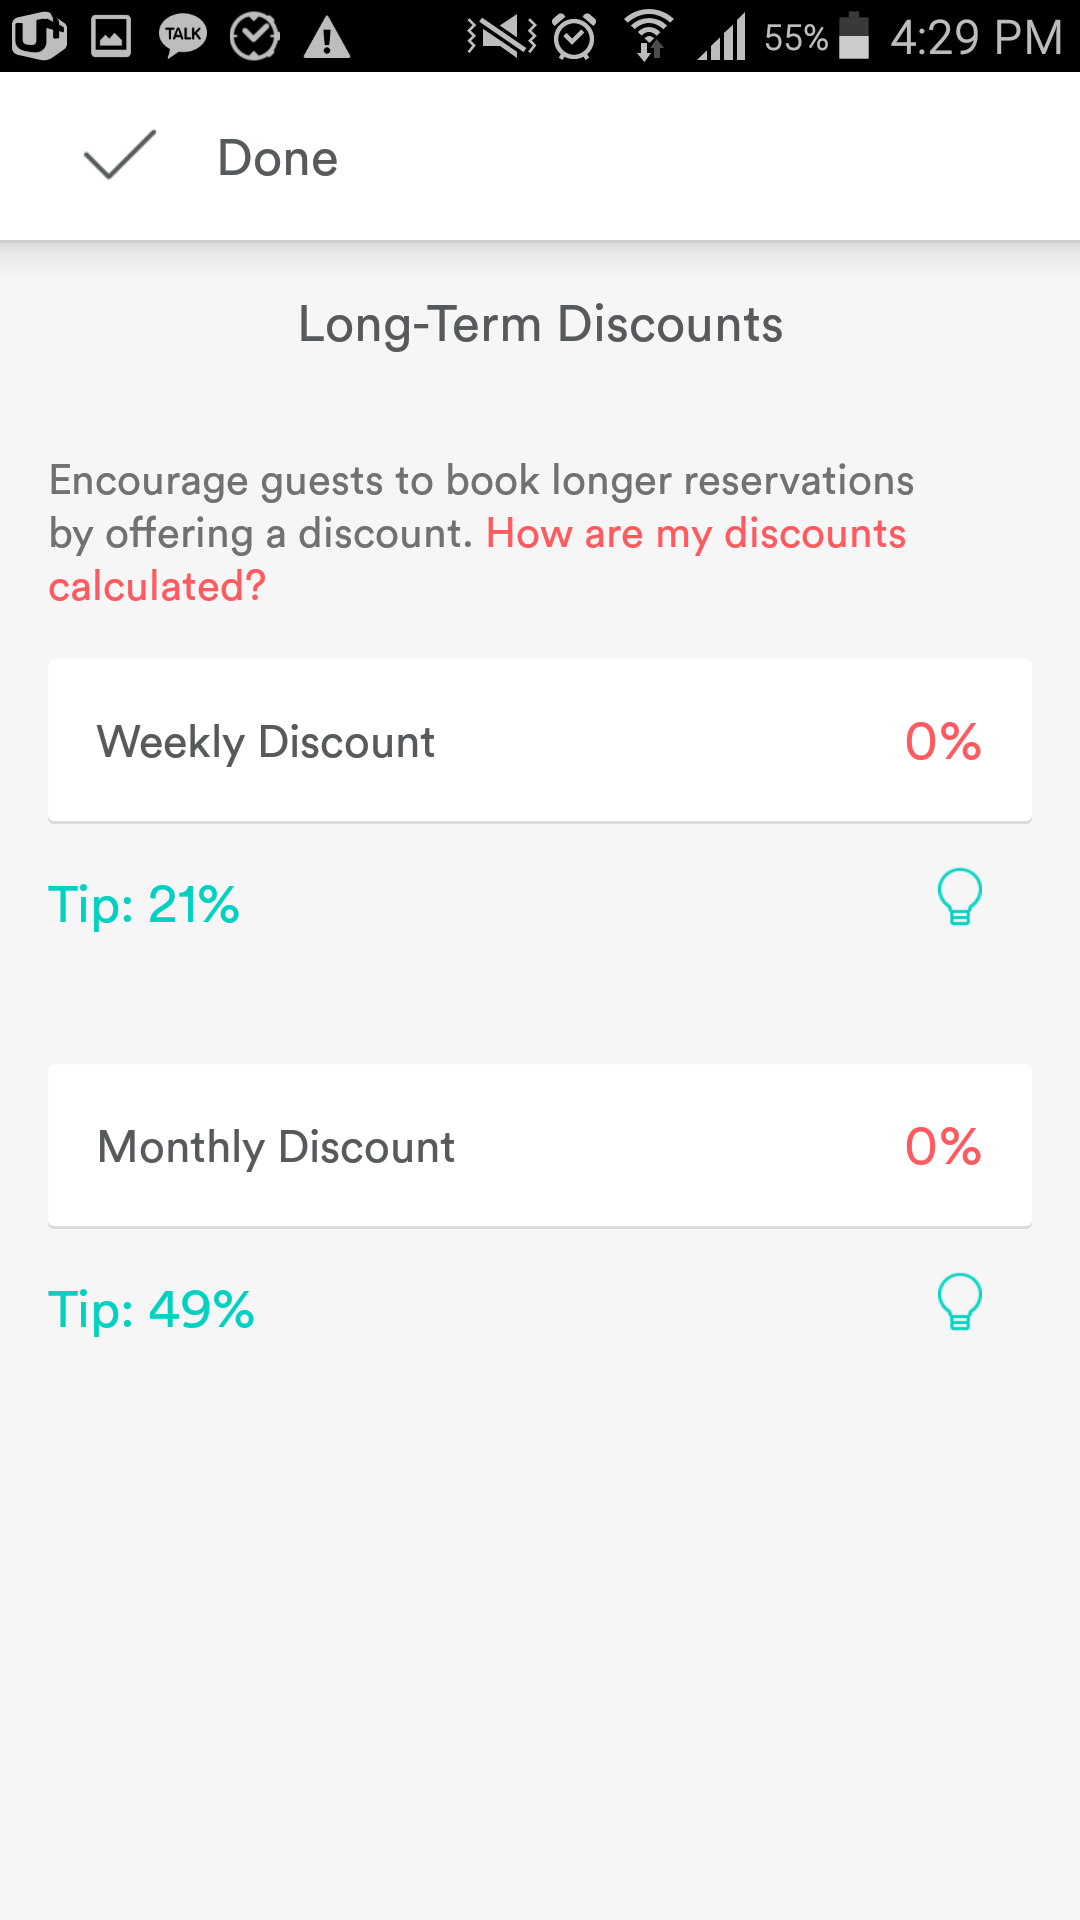 U+ TALK 55% 4:29 PM
Done
Long-Term Discounts
Encourage guests to book longer reservations
by offering a discount. How are my discounts
calculated?
Weekly Discount 0%
Tip: 21%
Monthly Discount 0%
Tip: 49%